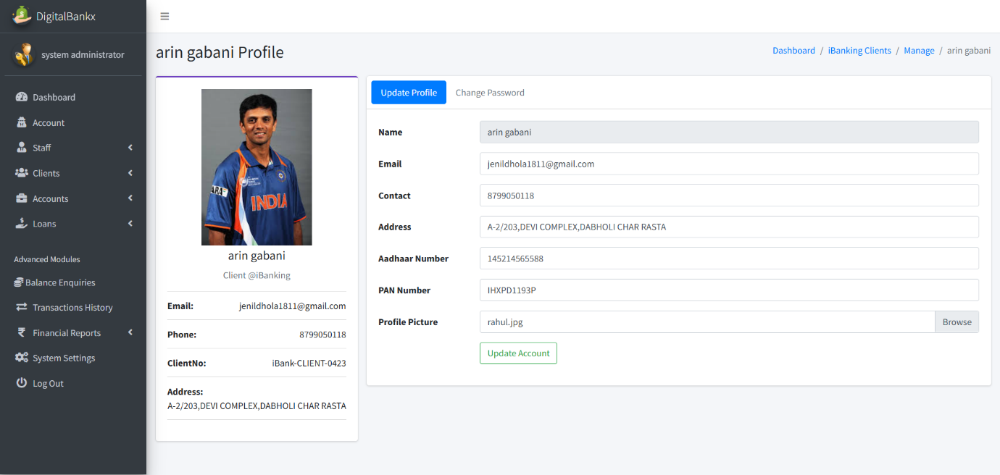 DigitalBankx
system administrator
Dashboard
Account
Staff
Clients
Accounts
Loans
Advanced Modules
Balance Enquiries
Transactions History
Financial Reports
System Settings
Log Out
arin gabani Profile
Dashboard / iBanking Clients / Manage / arin gabani
INDIA
arin gabani
Client @iBanking
Email: jenildhola1811@gmail.com
Phone: 8799050118
ClientNo: iBank-CLIENT-0423
Address:
A-2/203,DEVI COMPLEX,DABHOLI CHAR RASTA
Update Profile Change Password
Name arin gabani
Email jenildhola1811@gmail.com
Contact 8799050118
Address A-2/203,DEVI COMPLEX,DABHOLI CHAR RASTA
Aadhaar Number 145214565588
PAN Number IHXPD1193P
Profile Picture rahul.jpg Browse
Update Account